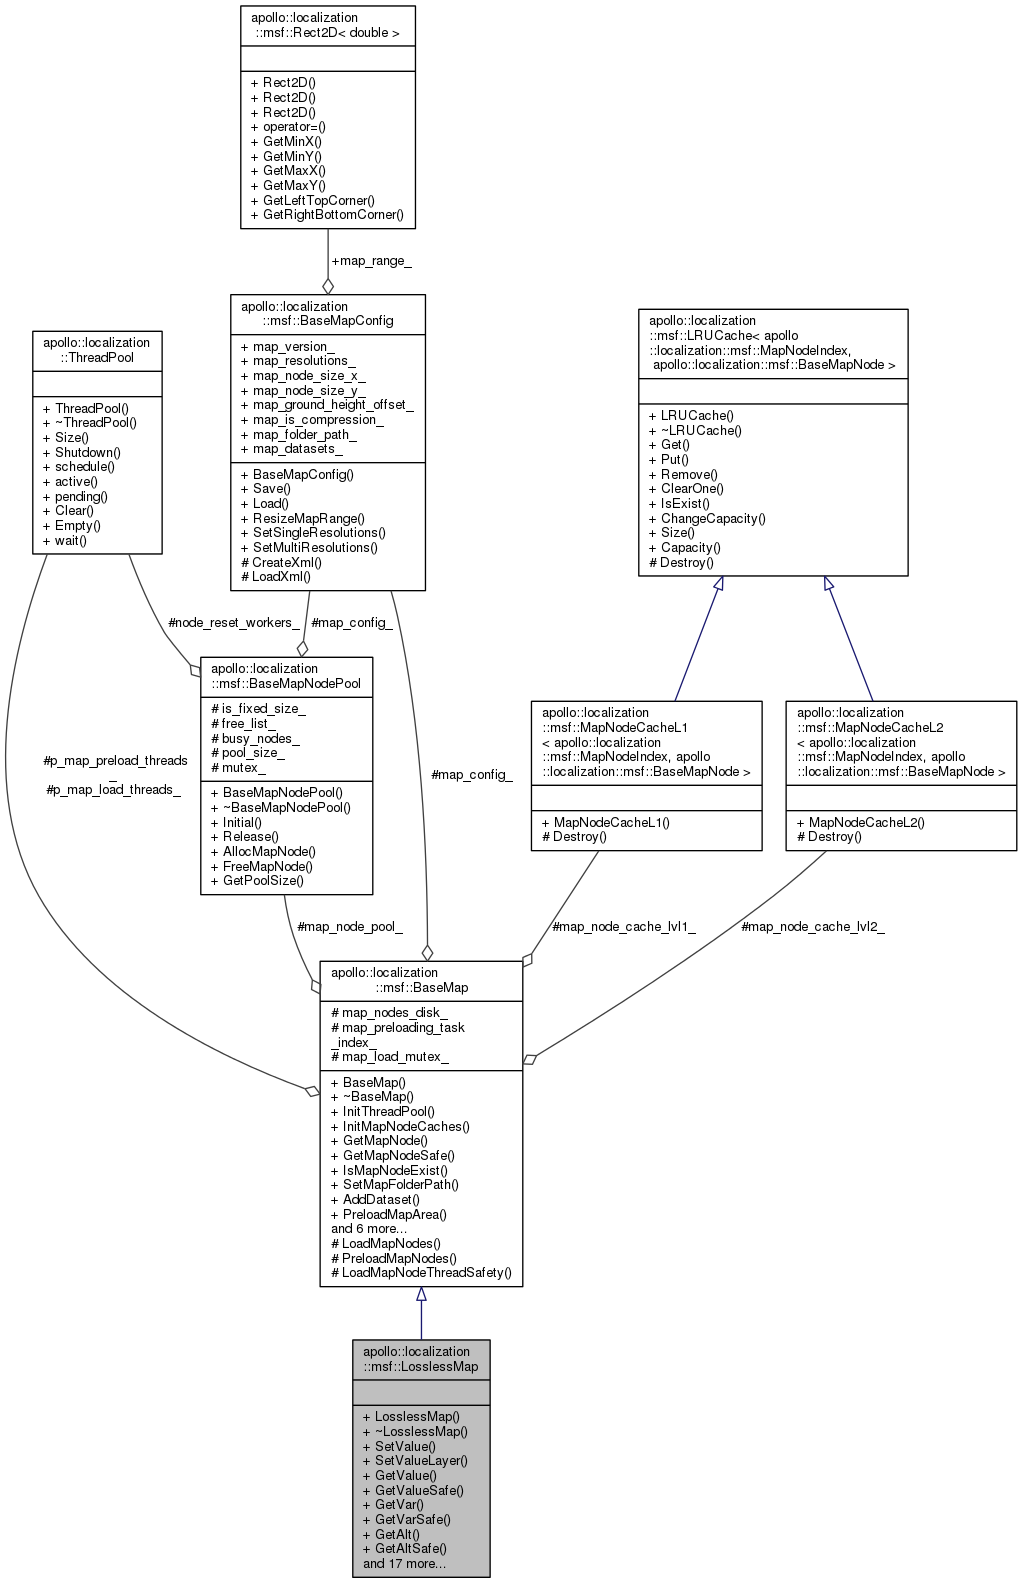 apollo::localization
::msf::Rect2D< double >
+ Rect2D()
+ Rect2D()
+ Rect2D()
+ operator=()
+ GetMinX()
+ GetMinY()
+ GetMaxX()
+ GetMaxY()
+ GetLeftTopCorner()
+ GetRightBottomCorner()
+map_range_
apollo::localization
::msf::BaseMapConfig
+ map_version_
+ map_resolutions_
+ map_node_size_x_
+ map_node_size_y_
+ map_ground_height_offset_
+ map_is_compression_
+ map_folder_path_
+ map_datasets_
+ BaseMapConfig()
+ Save()
+ Load()
+ ResizeMapRange()
+ SetSingleResolutions()
+ SetMultiResolutions()
# CreateXml()
# LoadXml()
apollo::localization
::ThreadPool
+ ThreadPool()
+ ~ThreadPool()
+ Size()
+ Shutdown()
+ schedule()
+ active()
+ pending()
+ Clear()
+ Empty()
+ wait()
apollo::localization
::msf::LRUCache< apollo
::localization::msf::MapNodeIndex,
apollo::localization::msf::BaseMapNode >
+ LRUCache()
+ ~LRUCache()
+ Get()
+ Put()
+ Remove()
+ ClearOne()
+ IsExist()
+ ChangeCapacity()
+ Size()
+ Capacity()
# Destroy()
#node_reset_workers_
#map_config_
apollo::localization
::msf::BaseMapNodePool
# is_fixed_size_
# free_list_
# busy_nodes_
# pool_size_
# mutex_
+ BaseMapNodePool()
+ ~BaseMapNodePool()
+ Initial()
+ Release()
+ AllocMapNode()
+ FreeMapNode()
+ GetPoolSize()
#p_map_preload_threads
_
#p_map_load_threads_
#map_config_
apollo::localization
::msf::MapNodeCacheL1
< apollo::localization
::msf::MapNodeIndex, apollo
::localization::msf::BaseMapNode >
+ MapNodeCacheL1()
# Destroy()
apollo::localization
::msf::MapNodeCacheL2
< apollo::localization
::msf::MapNodeIndex, apollo
::localization::msf::BaseMapNode >
+ MapNodeCacheL2()
# Destroy()
#map_node_pool_
#map_node_cache_lvl1_
#map_node_cache_lvl2_
apollo::localization
::msf::BaseMap
# map_nodes_disk_
# map_preloading_task
_index_
# map_load_mutex_
+ BaseMap()
+ ~BaseMap()
+ InitThreadPool()
+ InitMapNodeCaches()
+ GetMapNode()
+ GetMapNodeSafe()
+ IsMapNodeExist()
+ SetMapFolderPath()
+ AddDataset()
+ PreloadMapArea()
and 6 more...
# LoadMapNodes()
# PreloadMapNodes()
# LoadMapNodeThreadSafety()
apollo::localization
::msf::LosslessMap
+ LosslessMap()
+ ~LosslessMap()
+ SetValue()
+ SetValueLayer()
+ GetValue()
+ GetValueSafe()
+ GetVar()
+ GetVarSafe()
+ GetAlt()
+ GetAltSafe()
and 17 more...